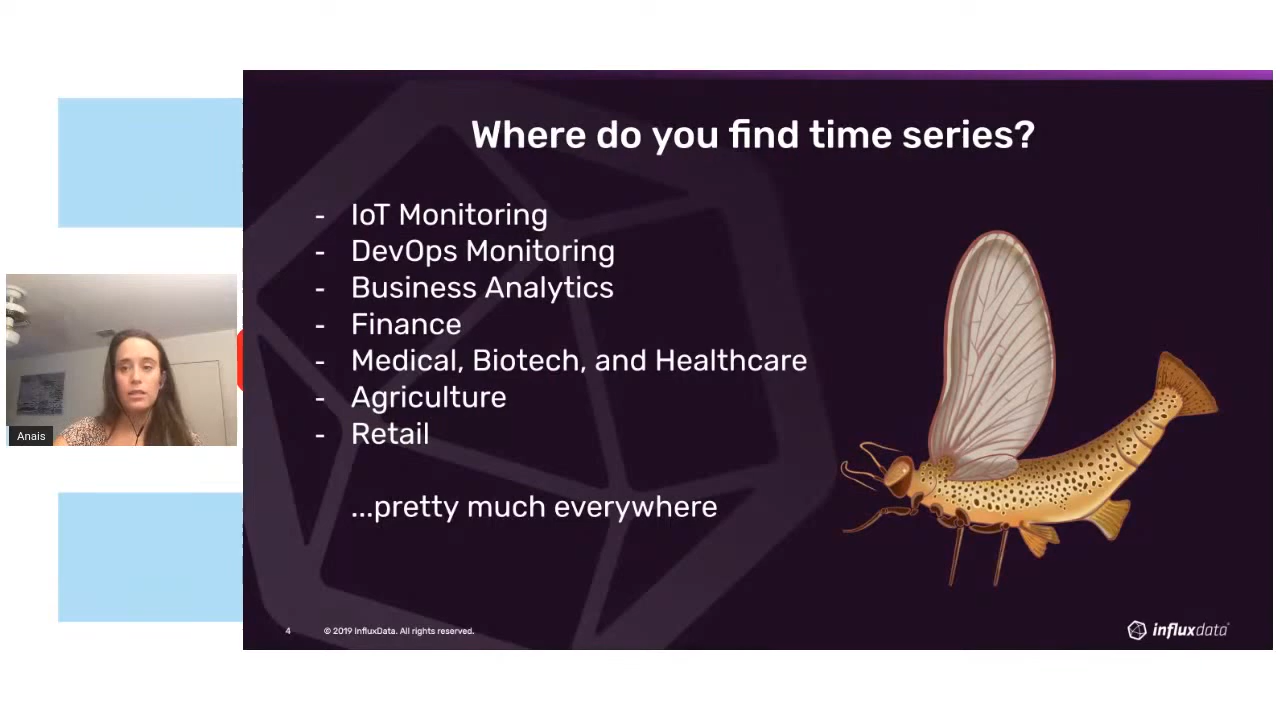 Where do you find time series?
- IoT Monitoring
- DevOps Monitoring
- Business Analytics
- Finance
- Medical, Biotech, and Healthcare
- Agriculture
- Retail
...pretty much everywhere
Anais
4 © 2019 InfluxData. All rights reserved.
influxdata®